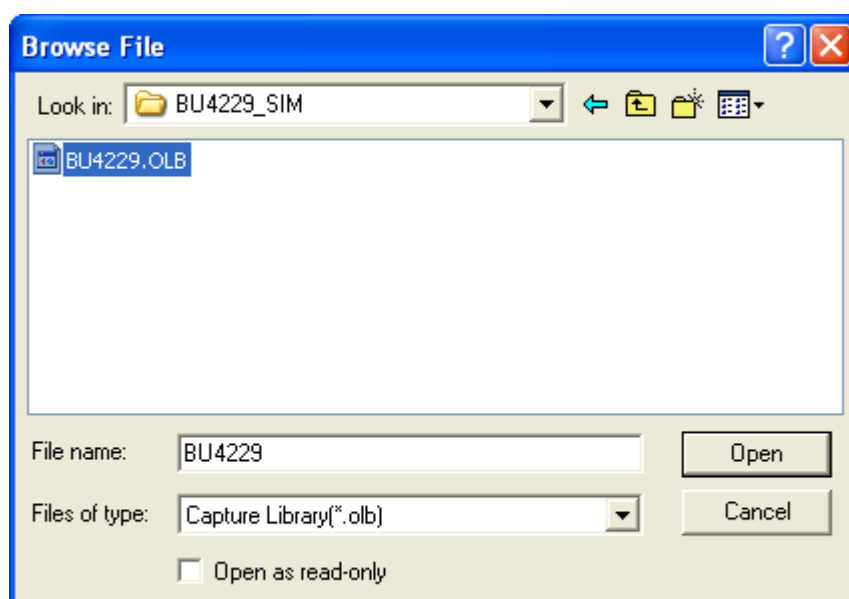 Browse File
Look in: BU4229_SIM
BU4229.OLB
File name: BU4229 Open
Files of type: Capture Library(*.olb) Cancel
Open as read-only